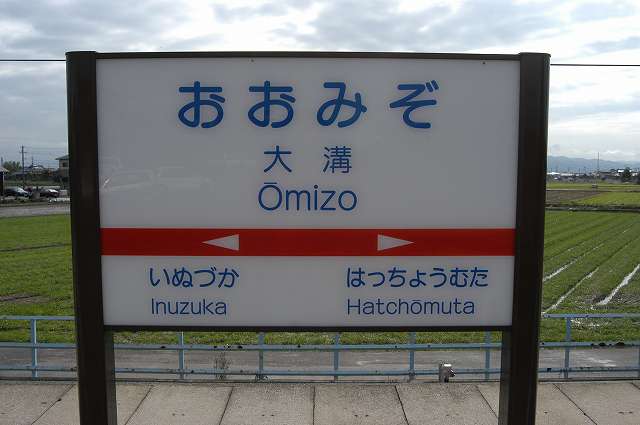 おおみぞ
大溝
Ōmizo
いぬづか はっちょうむた
Inuzuka Hatchōmuta